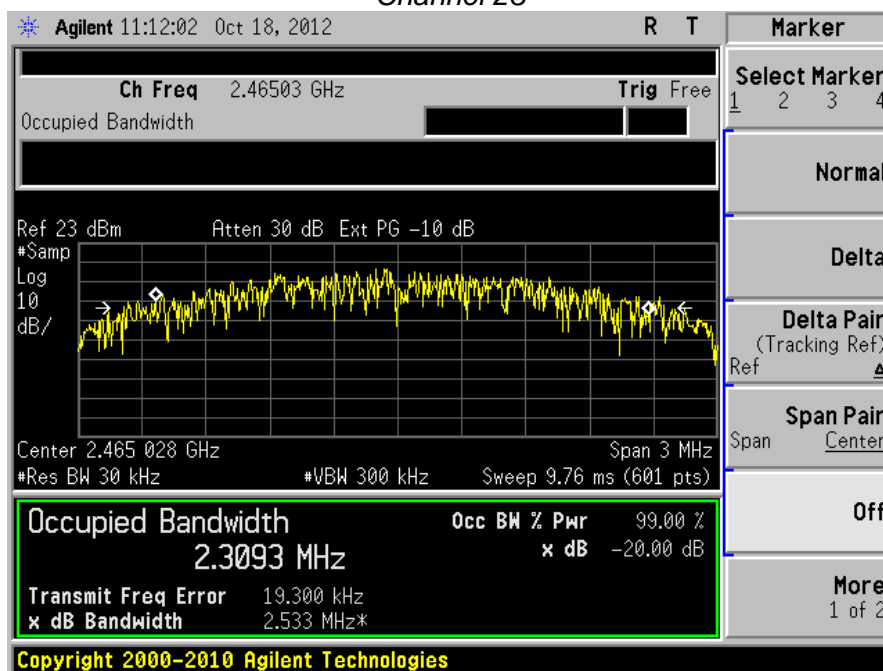 Agilent 11:12:02 Oct 18, 2012 R T Marker
Ch Freq 2.46503 GHz Trig Free
Occupied Bandwidth
Select Marker
1 2 3 4
Normal
Delta
Delta Pair
(Tracking Ref)
Ref Δ
Span Pair
Span Center
Off
More
1 of 2
Ref 23 dBm Atten 30 dB Ext PG -10 dB
#Samp
Log
10
dB/
Center 2.465 028 GHz Span 3 MHz
#Res BW 30 kHz #VBW 300 kHz Sweep 9.76 ms (601 pts)
Occupied Bandwidth Occ BW % Pwr 99.00 %
2.3093 MHz x dB -20.00 dB
Transmit Freq Error 19.300 kHz
x dB Bandwidth 2.533 MHz*
Copyright 2000-2010 Agilent Technologies